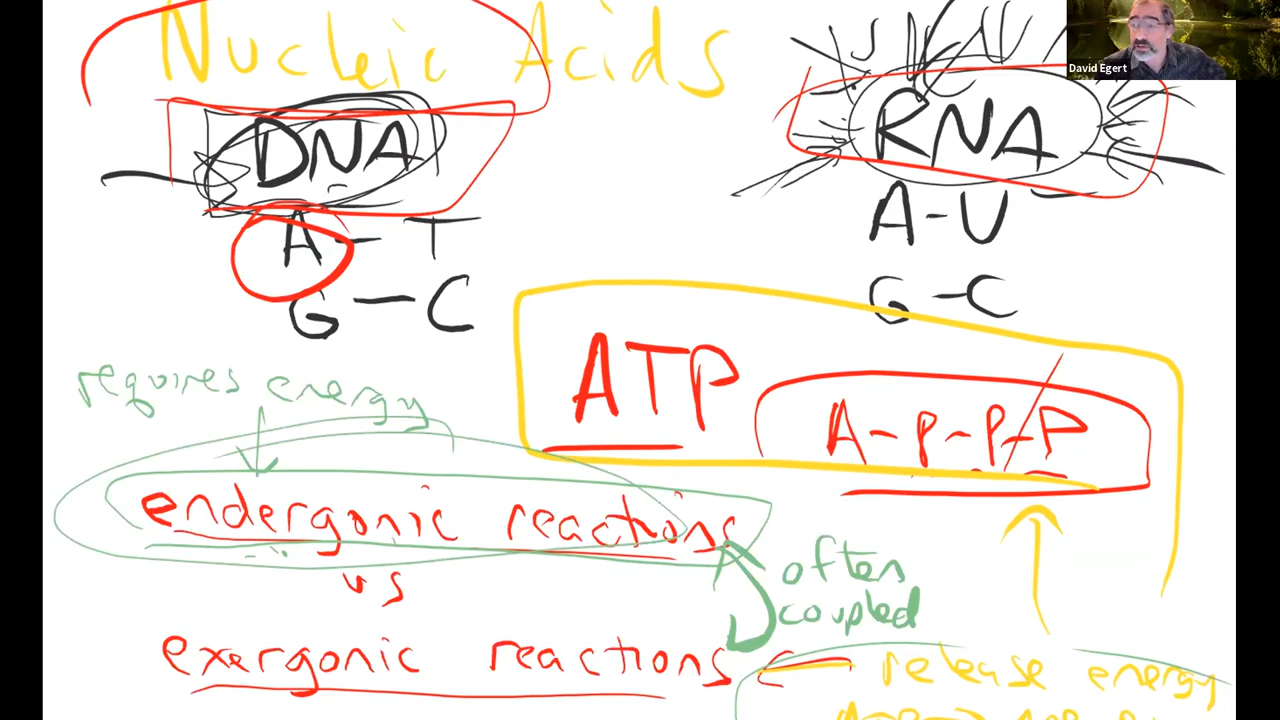 Nucleic Acids
David Egert
DNA
RNA
A - T
A - U
G - C
G - C
ATP
A - P - P - P
requires energy
endergonic reactions
vs
often
coupled
exergonic reactions
release energy